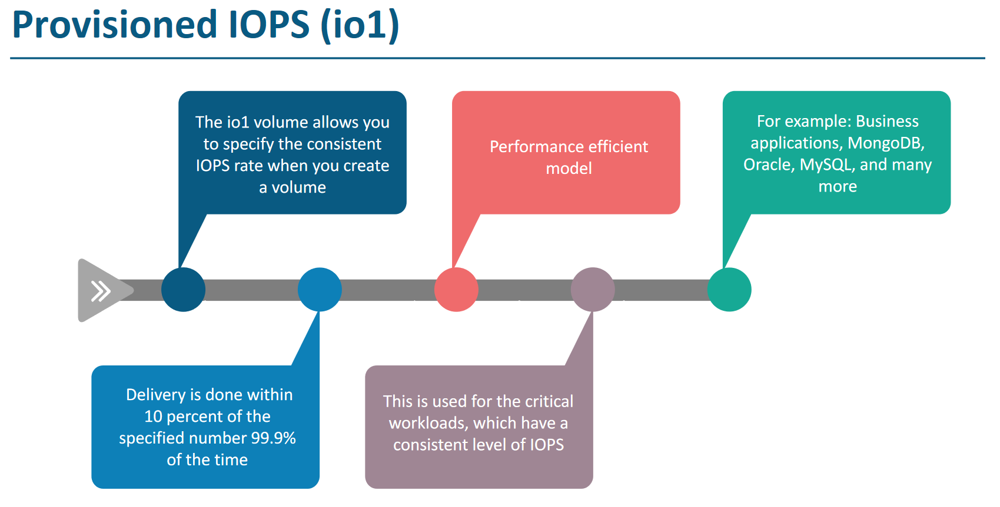 Provisioned IOPS (io1)
The io1 volume allows you
to specify the consistent
IOPS rate when you create
a volume
Delivery is done within
10 percent of the
specified number 99.9%
of the time
Performance efficient
model
This is used for the critical
workloads, which have a
consistent level of IOPS
For example: Business
applications, MongoDB,
Oracle, MySQL, and many
more